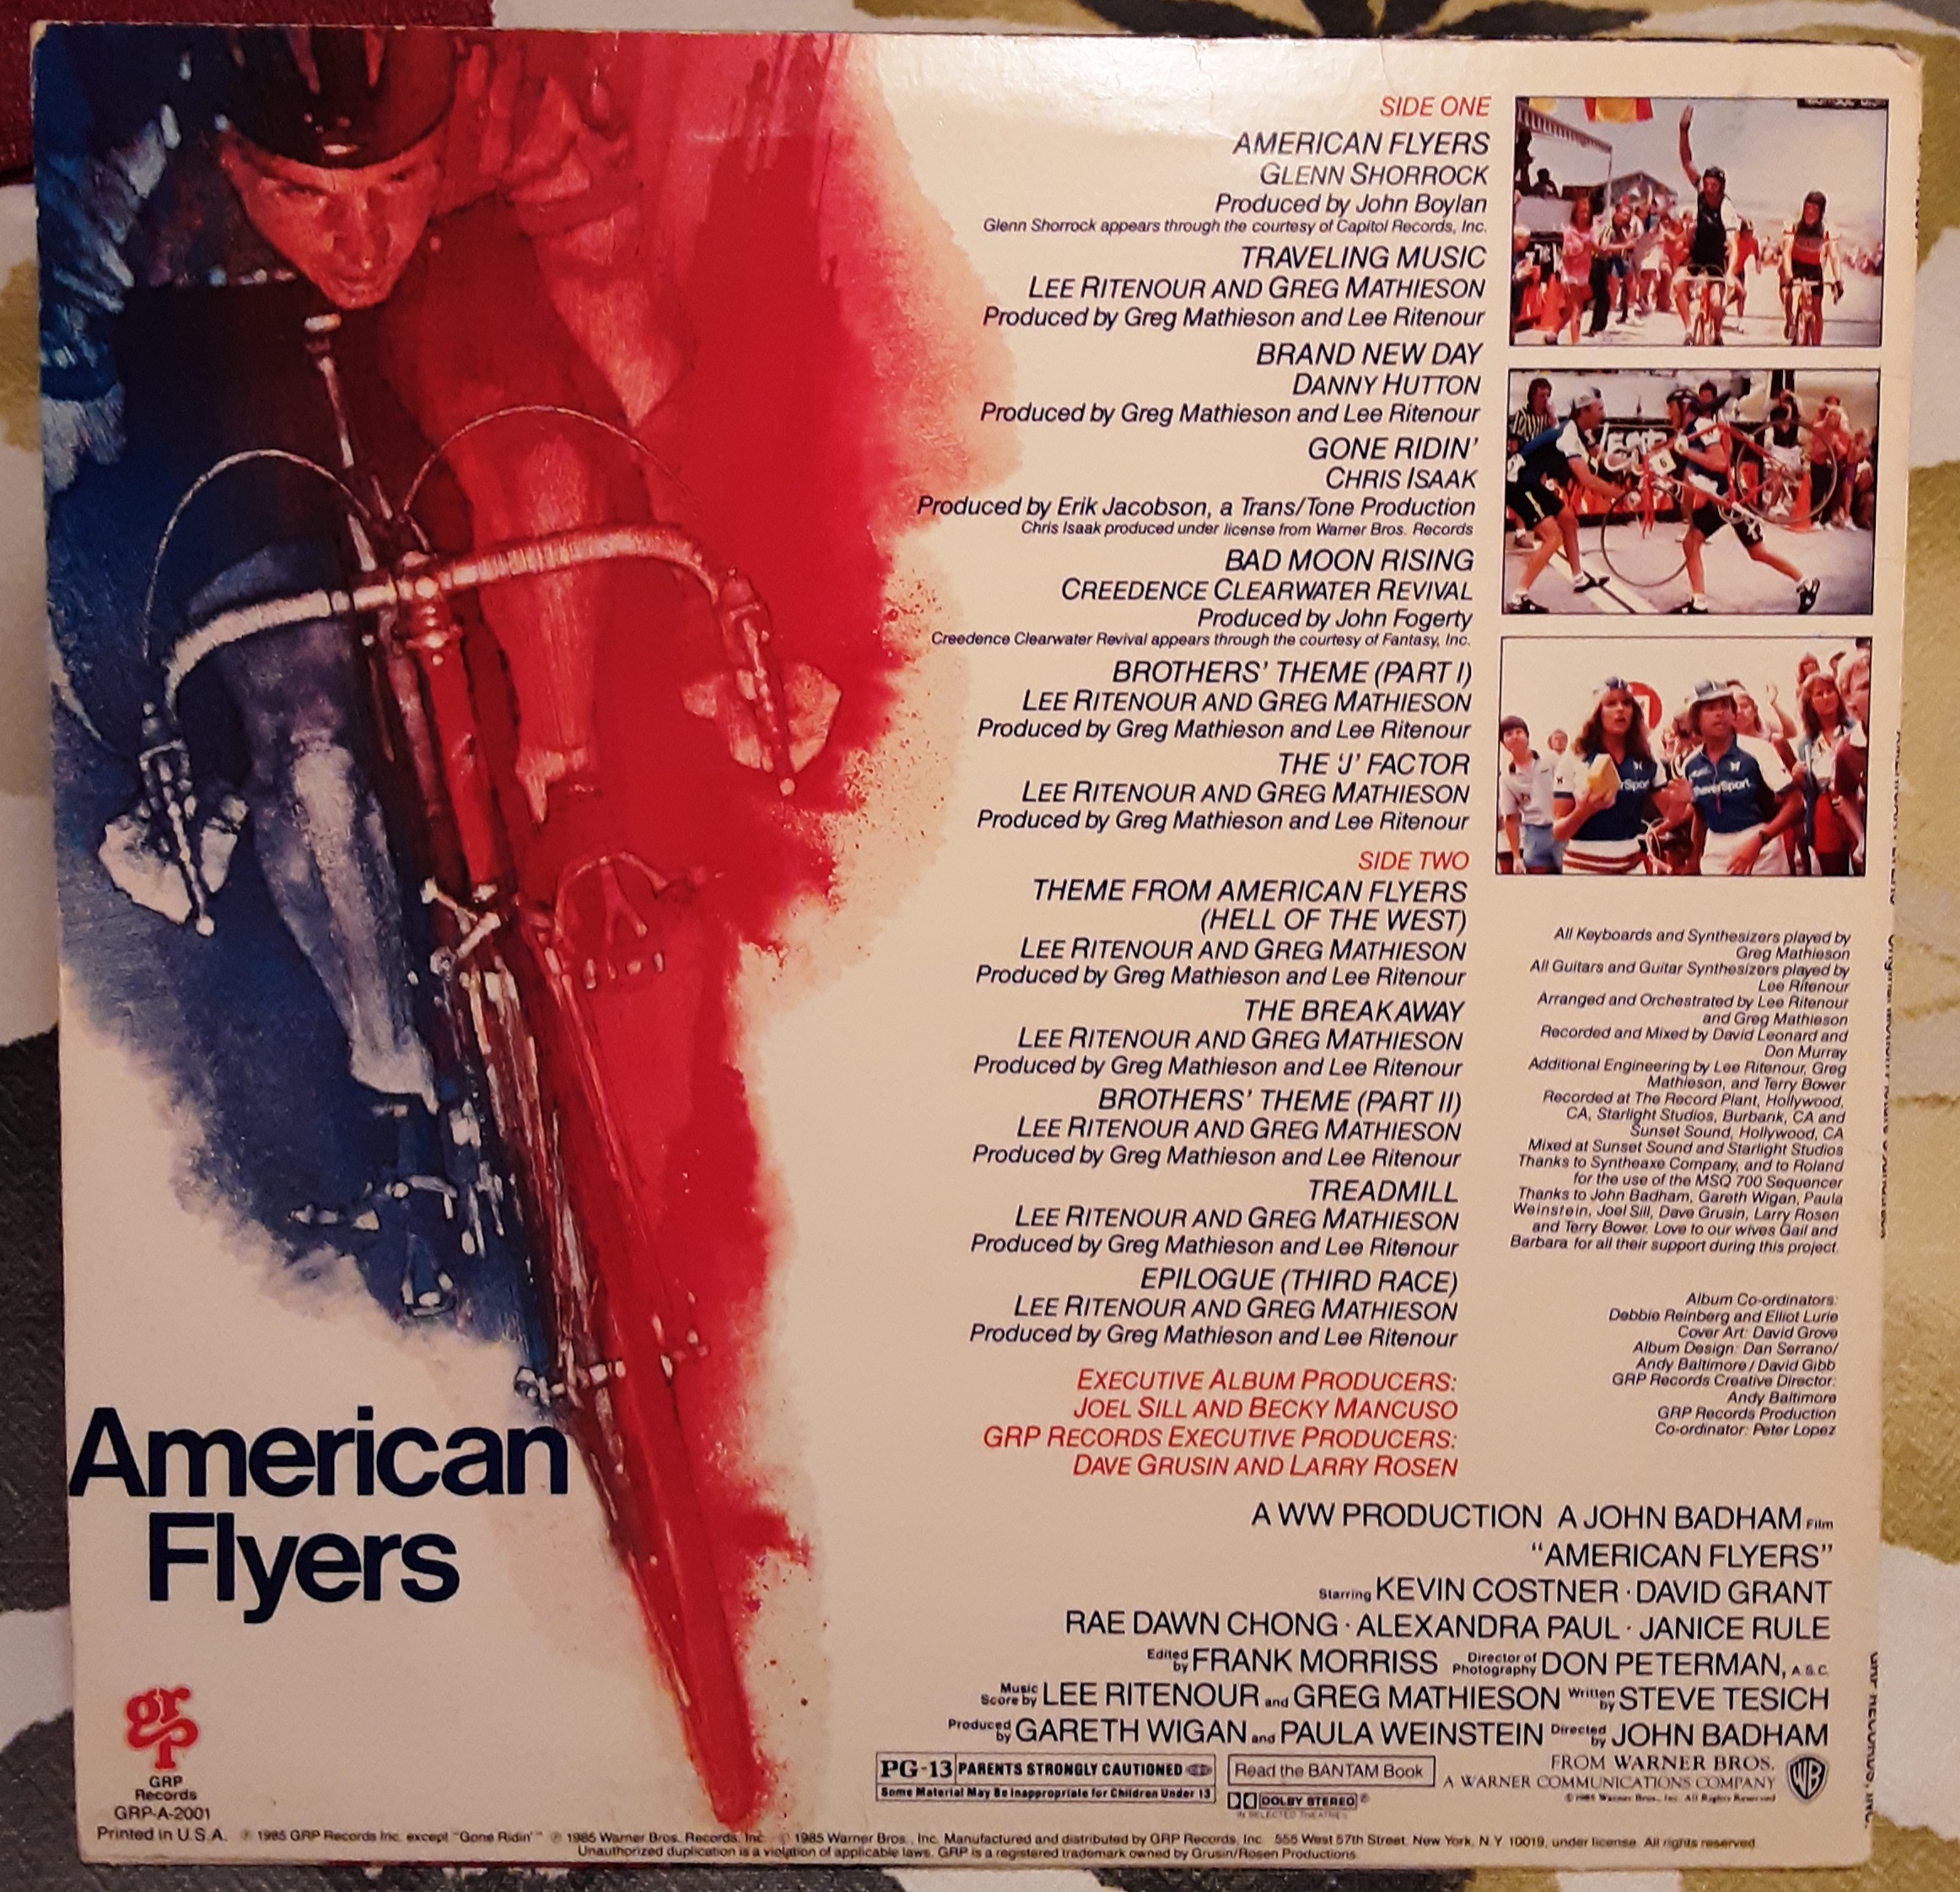 SIDE ONE
AMERICAN FLYERS
GLENN SHORROCK
Produced by John Boylan
Glenn Shorrock appears through the courtesy of Capitol Records, Inc.
TRAVELING MUSIC
LEE RITENOUR AND GREG MATHIESON
Produced by Greg Mathieson and Lee Ritenour
BRAND NEW DAY
DANNY HUTTON
Produced by Greg Mathieson and Lee Ritenour
GONE RIDIN'
CHRIS ISAAK
Produced by Erik Jacobson, a Trans/Tone Production
Chris Isaak produced under license from Warner Bros. Records
BAD MOON RISING
CREEDENCE CLEARWATER REVIVAL
Produced by John Fogerty
Creedence Clearwater Revival appears through the courtesy of Fantasy, Inc.
BROTHERS' THEME (PART I)
LEE RITENOUR AND GREG MATHIESON
Produced by Greg Mathieson and Lee Ritenour
THE 'J' FACTOR
LEE RITENOUR AND GREG MATHIESON
Produced by Greg Mathieson and Lee Ritenour
SIDE TWO
THEME FROM AMERICAN FLYERS
(HELL OF THE WEST)
LEE RITENOUR AND GREG MATHIESON
Produced by Greg Mathieson and Lee Ritenour
THE BREAKAWAY
LEE RITENOUR AND GREG MATHIESON
Produced by Greg Mathieson and Lee Ritenour
BROTHERS' THEME (PART II)
LEE RITENOUR AND GREG MATHIESON
Produced by Greg Mathieson and Lee Ritenour
TREADMILL
LEE RITENOUR AND GREG MATHIESON
Produced by Greg Mathieson and Lee Ritenour
EPILOGUE (THIRD RACE)
LEE RITENOUR AND GREG MATHIESON
Produced by Greg Mathieson and Lee Ritenour
EXECUTIVE ALBUM PRODUCERS:
JOEL SILL AND BECKY MANCUSO
GRP RECORDS EXECUTIVE PRODUCERS:
DAVE GRUSIN AND LARRY ROSEN
All Keyboards and Synthesizers played by
Greg Mathieson
All Guitars and Guitar Synthesizers played by
Lee Ritenour
Arranged and Orchestrated by Lee Ritenour
and Greg Mathieson
Recorded and Mixed by David Leonard and
Don Murray
Additional Engineering by Lee Ritenour, Greg
Mathieson, and Terry Bower
Recorded at The Record Plant, Hollywood,
CA, Starlight Studios, Burbank, CA and
Sunset Sound, Hollywood, CA
Mixed at Sunset Sound and Starlight Studios
Thanks to Syntheaxe Company, and to Roland
for the use of the MSQ 700 Sequencer
Thanks to John Badham, Gareth Wigan, Paula
Weinstein, Joel Sill, Dave Grusin, Larry Rosen
and Terry Bower. Love to our wives Gail and
Barbara for all their support during this project.
Album Co-ordinators:
Debbie Reinberg and Elliot Lurie
Cover Art: David Grove
Album Design: Dan Serrano/
Andy Baltimore / David Gibb
GRP Records Creative Director:
Andy Baltimore
GRP Records Production
Co-ordinator: Peter Lopez
American
Flyers
A WW PRODUCTION A JOHN BADHAM Film
"AMERICAN FLYERS"
Starring KEVIN COSTNER · DAVID GRANT
RAE DAWN CHONG · ALEXANDRA PAUL · JANICE RULE
Edited by FRANK MORRISS Director of Photography DON PETERMAN, A.S.C.
Music Score by LEE RITENOUR and GREG MATHIESON Written by STEVE TESICH
Produced by GARETH WIGAN and PAULA WEINSTEIN Directed by JOHN BADHAM
PG-13 PARENTS STRONGLY CAUTIONED
Some Material May Be Inappropriate for Children Under 13
Read the BANTAM Book
DOLBY STEREO ®
IN SELECTED THEATRES
FROM WARNER BROS.
A WARNER COMMUNICATIONS COMPANY
© 1985 Warner Bros., Inc. All Rights Reserved
WB
grp
GRP
Records
GRP-A-2001
Printed in U.S.A. ℗ 1985 GRP Records Inc. except "Gone Ridin'" ℗ 1985 Warner Bros. Records, Inc. © 1985 Warner Bros., Inc. Manufactured and distributed by GRP Records, Inc. 555 West 57th Street, New York, N.Y. 10019, under license. All rights reserved.
Unauthorized duplication is a violation of applicable laws. GRP is a registered trademark owned by Grusin/Rosen Productions.